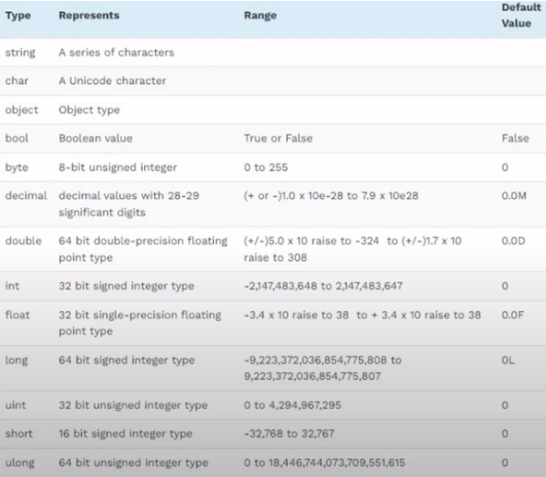 Type Represents Range Default Value
string A series of characters
char A Unicode character
object Object type
bool Boolean value True or False False
byte 8-bit unsigned integer 0 to 255 0
decimal decimal values with 28-29 significant digits (+ or -)1.0 x 10e-28 to 7.9 x 10e28 0.0M
double 64 bit double-precision floating point type (+/-)5.0 x 10 raise to -324 to (+/-)1.7 x 10 raise to 308 0.0D
int 32 bit signed integer type -2,147,483,648 to 2,147,483,647 0
float 32 bit single-precision floating point type -3.4 x 10 raise to 38 to + 3.4 x 10 raise to 38 0.0F
long 64 bit signed integer type -9,223,372,036,854,775,808 to 9,223,372,036,854,775,807 0L
uint 32 bit unsigned integer type 0 to 4,294,967,295 0
short 16 bit signed integer type -32,768 to 32,767 0
ulong 64 bit unsigned integer type 0 to 18,446,744,073,709,551,615 0